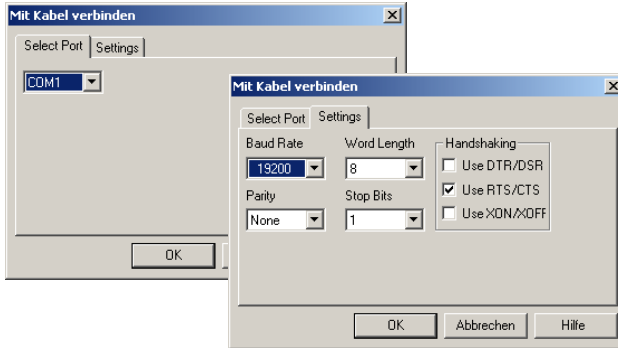 Mit Kabel verbinden
Select Port Settings
COM1
OK
Mit Kabel verbinden
Select Port Settings
Baud Rate Word Length Handshaking
19200 8 Use DTR/DSR
Use RTS/CTS
Parity Stop Bits
None 1 Use XON/XOFF
OK Abbrechen Hilfe